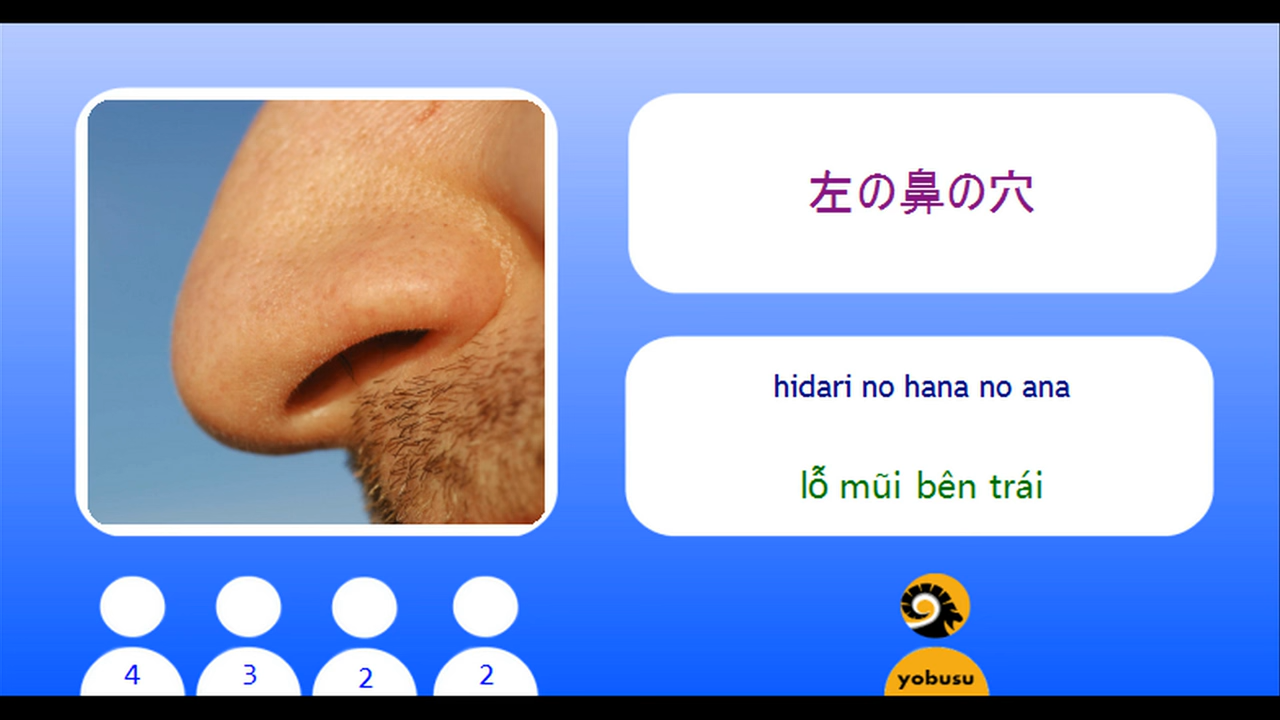 左の鼻の穴
hidari no hana no ana
lỗ mũi bên trái
4 3 2 2
yobusu